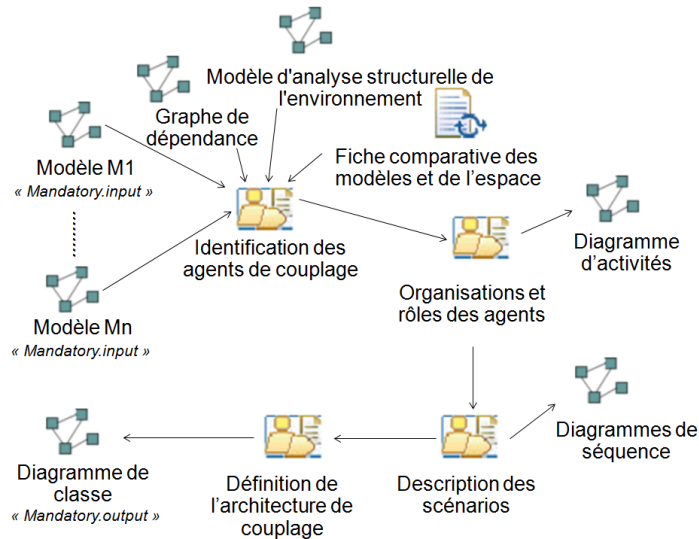 Modèle d'analyse structurelle de
l'environnement
Graphe de
dépendance
Modèle M1
« Mandatory.input »
Fiche comparative des
modèles et de l’espace
Identification des
agents de couplage
Diagramme
d’activités
Organisations et
rôles des agents
Modèle Mn
« Mandatory.input »
Diagrammes de
séquence
Diagramme de
classe
« Mandatory.output »
Définition de
l’architecture de
couplage
Description des
scénarios